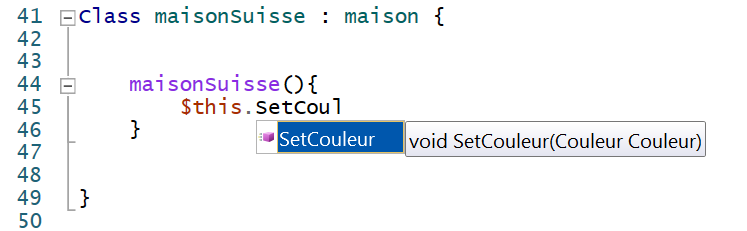 41 Class maisonSuisse : maison {
42
43
44 maisonSuisse(){
45 $this.SetCoul
46 }
SetCouleur void SetCouleur(Couleur Couleur)
47
48
49 }
50